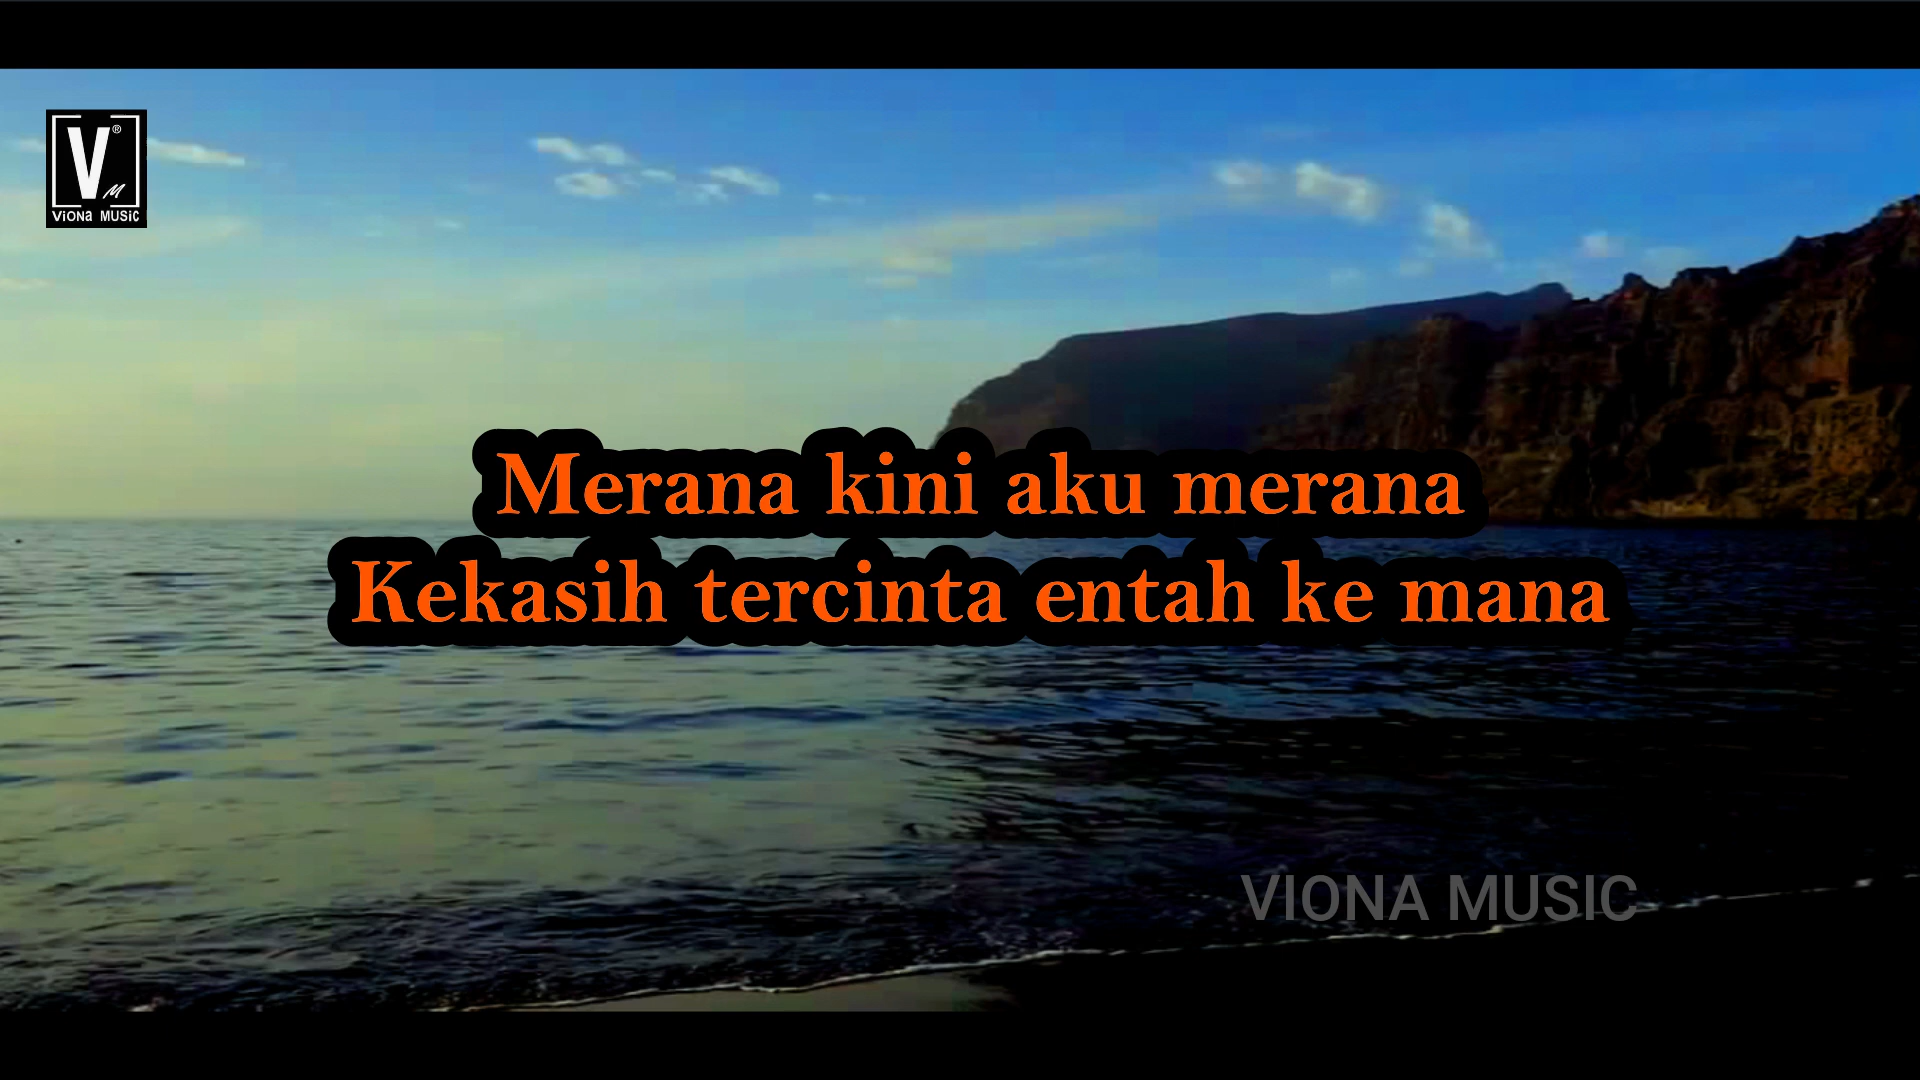 V®
M
ViONa MUSiC
Merana kini aku merana
Kekasih tercinta entah ke mana
VIONA MUSIC